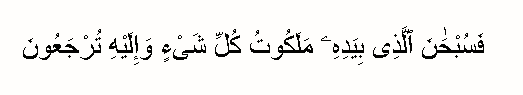 فَسُبْحَٰنَ ٱلَّذِى بِيَدِهِۦ مَلَكُوتُ كُلِّ شَىْءٍ وَإِلَيْهِ تُرْجَعُونَ